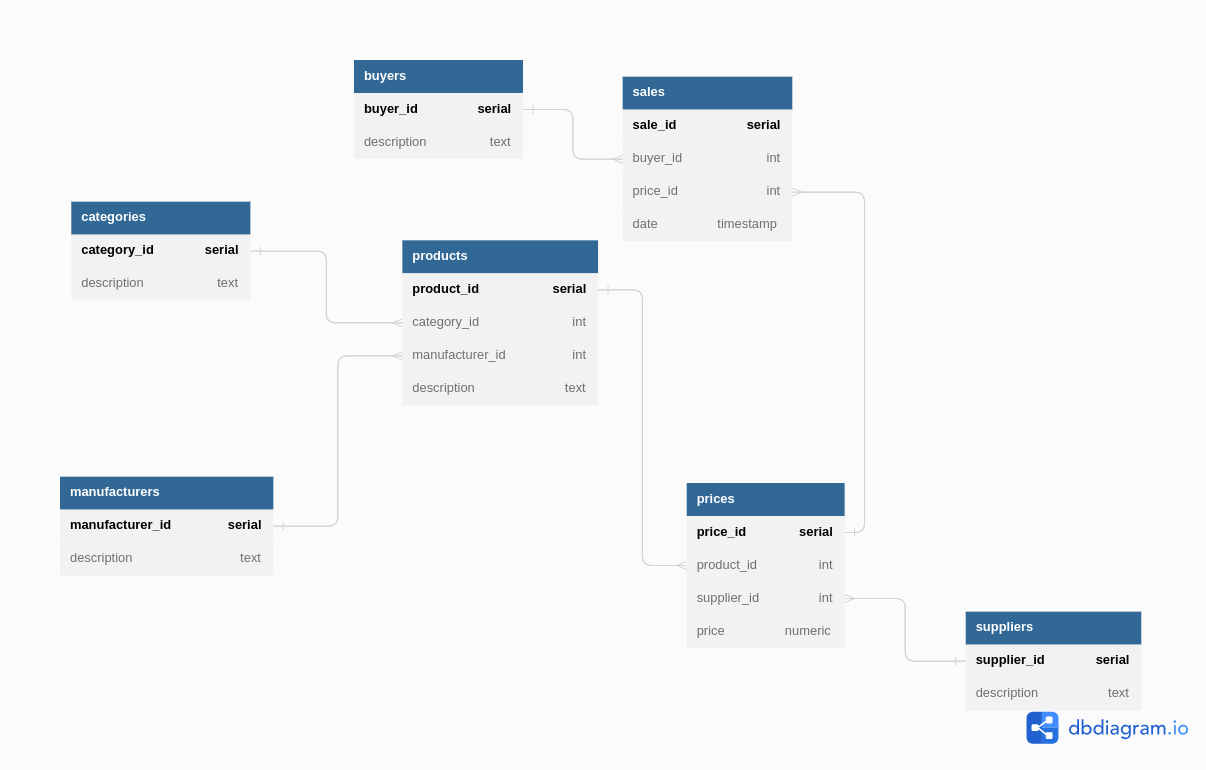 buyers
buyer_id serial
description text
sales
sale_id serial
buyer_id int
price_id int
date timestamp
categories
category_id serial
description text
products
product_id serial
category_id int
manufacturer_id int
description text
manufacturers
manufacturer_id serial
description text
prices
price_id serial
product_id int
supplier_id int
price numeric
suppliers
supplier_id serial
description text
dbdiagram.io